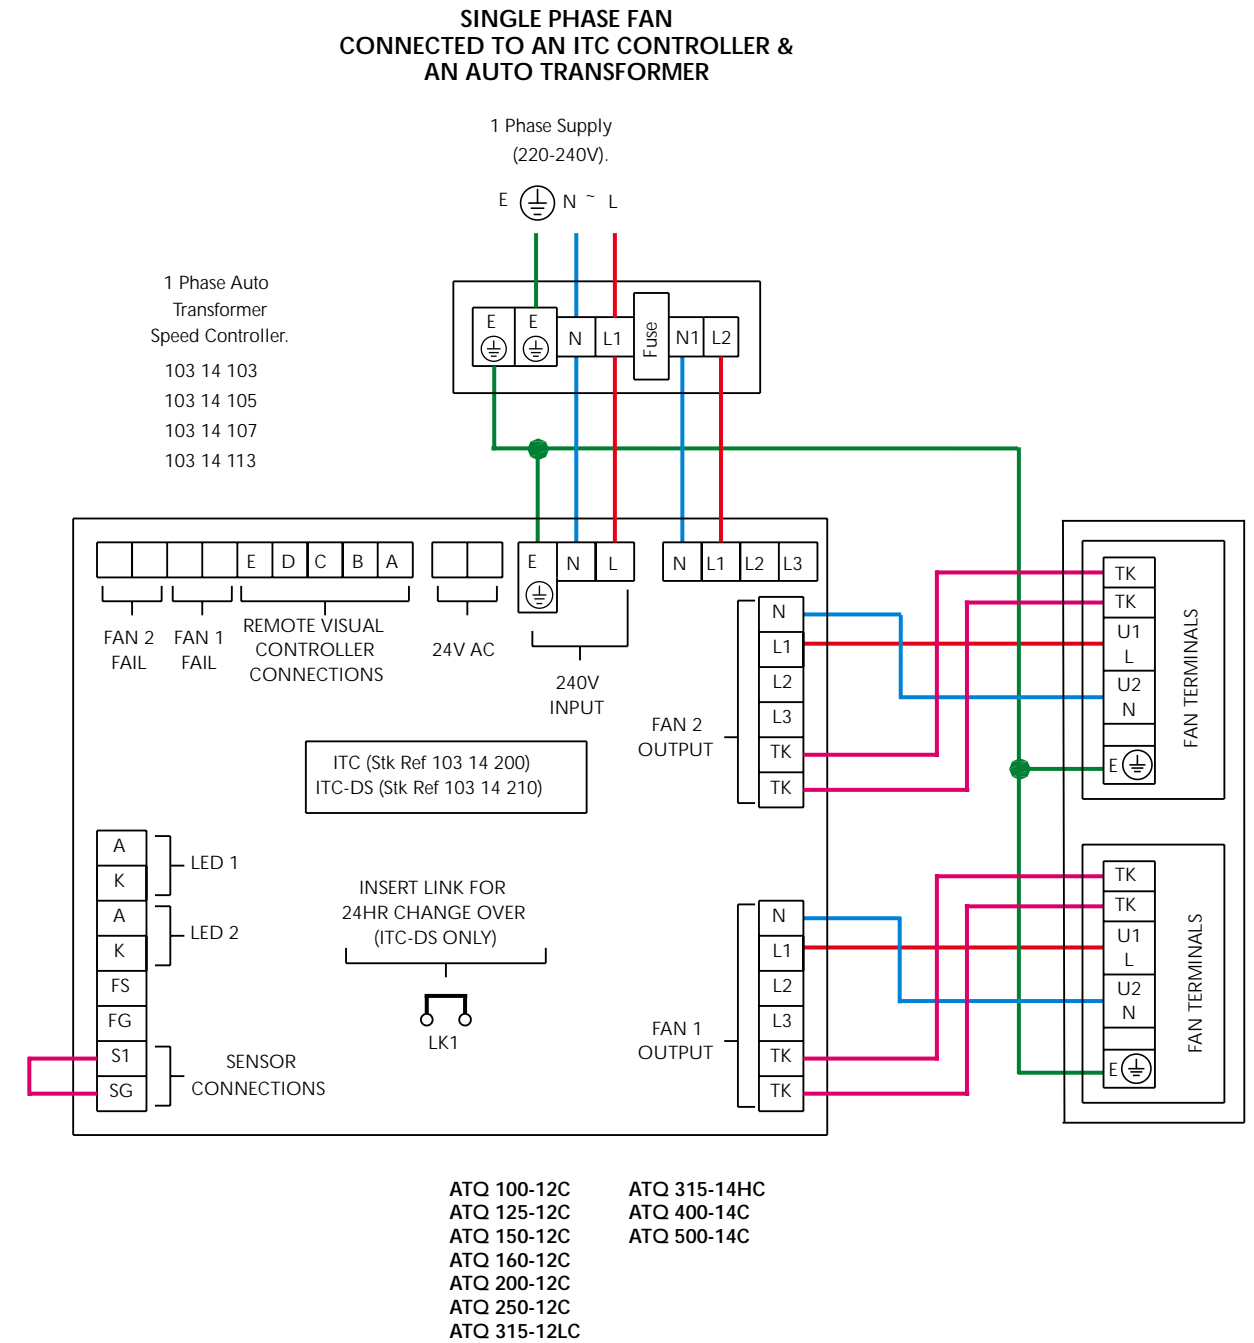 SINGLE PHASE FAN
CONNECTED TO AN ITC CONTROLLER &
AN AUTO TRANSFORMER
1 Phase Supply
(220-240V).
E N ~ L
1 Phase Auto
Transformer
Speed Controller.
103 14 103
103 14 105
103 14 107
103 14 113
E E N L1 Fuse N1 L2
E D C B A
E N L
N L1 L2 L3
FAN 2
FAIL
FAN 1
FAIL
REMOTE VISUAL
CONTROLLER
CONNECTIONS
24V AC
240V
INPUT
N
L1
L2
L3
TK
TK
FAN 2
OUTPUT
TK
TK
U1
L
U2
N
E
FAN TERMINALS
ITC (Stk Ref 103 14 200)
ITC-DS (Stk Ref 103 14 210)
A
K
LED 1
A
K
LED 2
FS
FG
S1
SG
SENSOR
CONNECTIONS
INSERT LINK FOR
24HR CHANGE OVER
(ITC-DS ONLY)
LK1
N
L1
L2
L3
TK
TK
FAN 1
OUTPUT
TK
TK
U1
L
U2
N
E
FAN TERMINALS
ATQ 100-12C
ATQ 125-12C
ATQ 150-12C
ATQ 160-12C
ATQ 200-12C
ATQ 250-12C
ATQ 315-12LC
ATQ 315-14HC
ATQ 400-14C
ATQ 500-14C